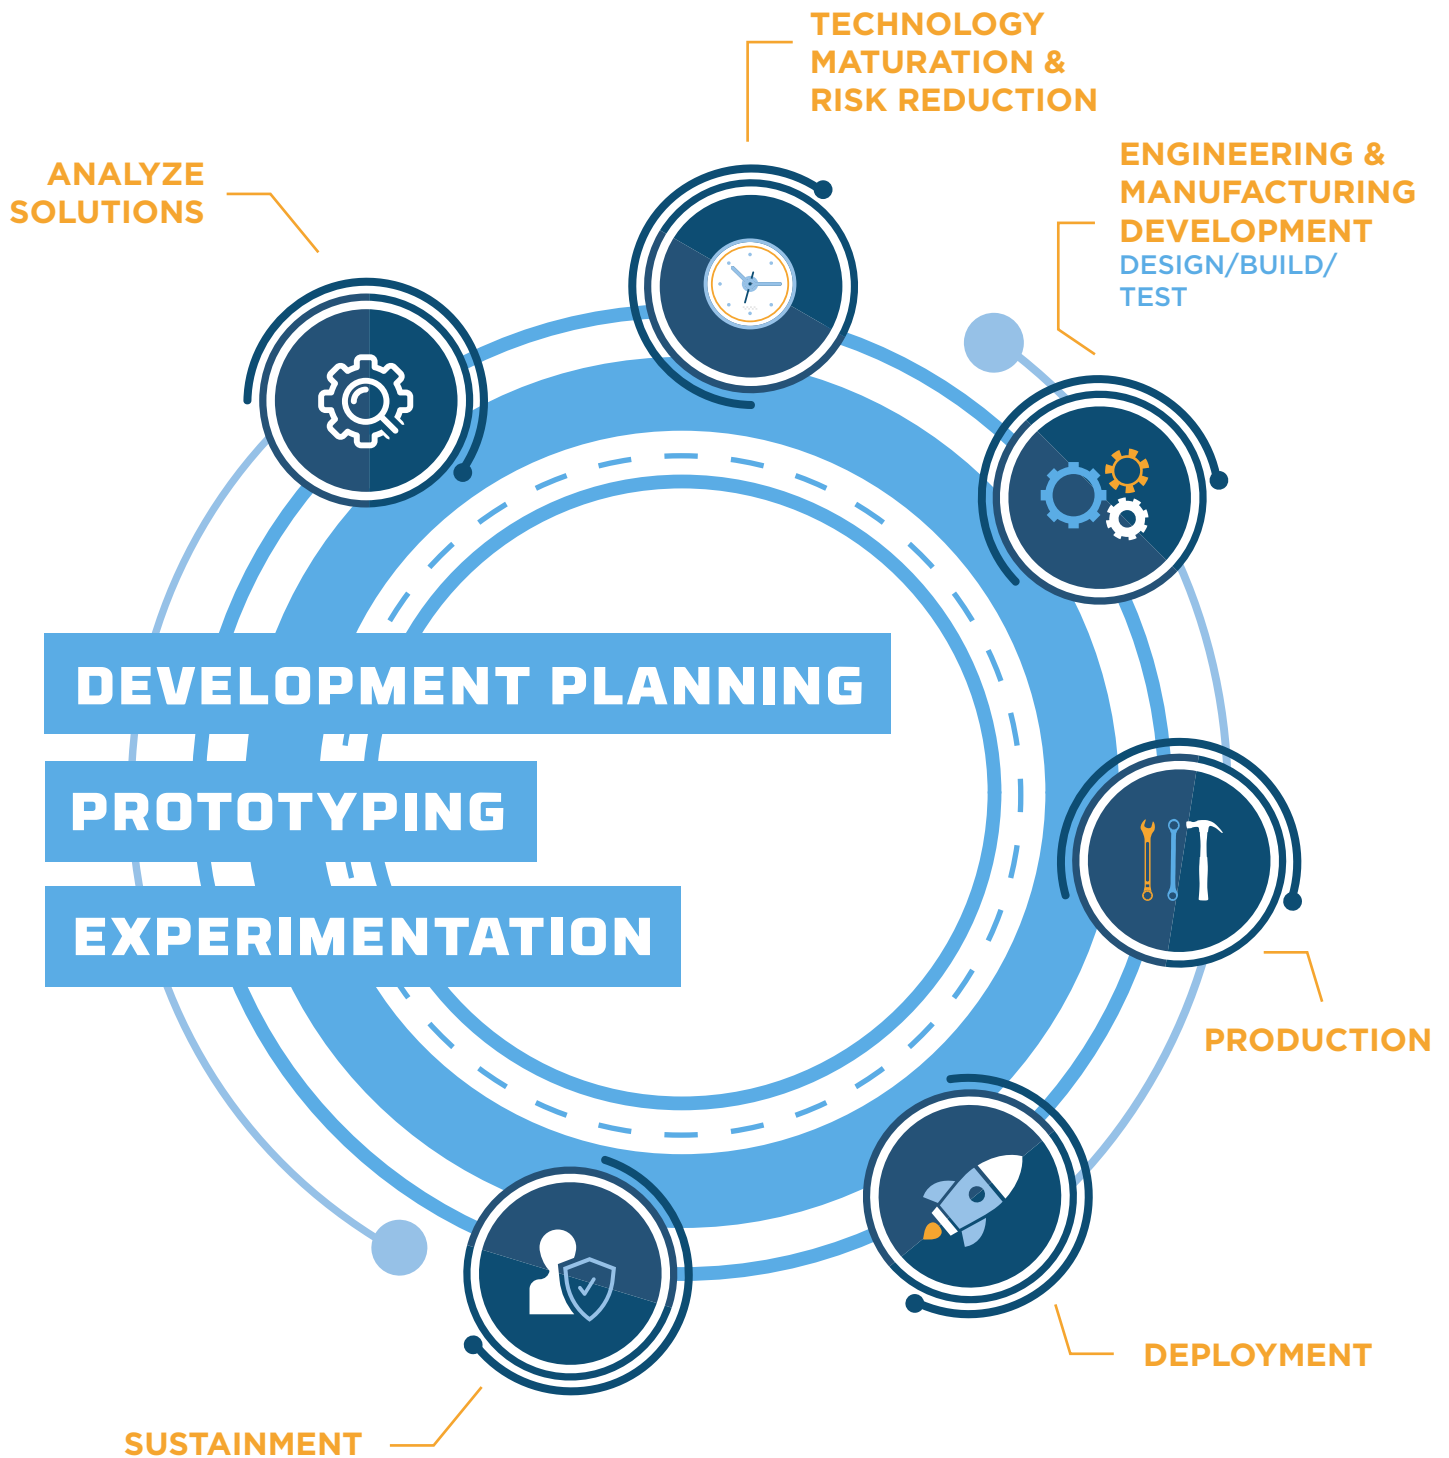 TECHNOLOGY
MATURATION &
RISK REDUCTION
ENGINEERING &
MANUFACTURING
DEVELOPMENT
DESIGN/BUILD/
TEST
ANALYZE
SOLUTIONS
DEVELOPMENT PLANNING
PROTOTYPING
EXPERIMENTATION
PRODUCTION
DEPLOYMENT
SUSTAINMENT